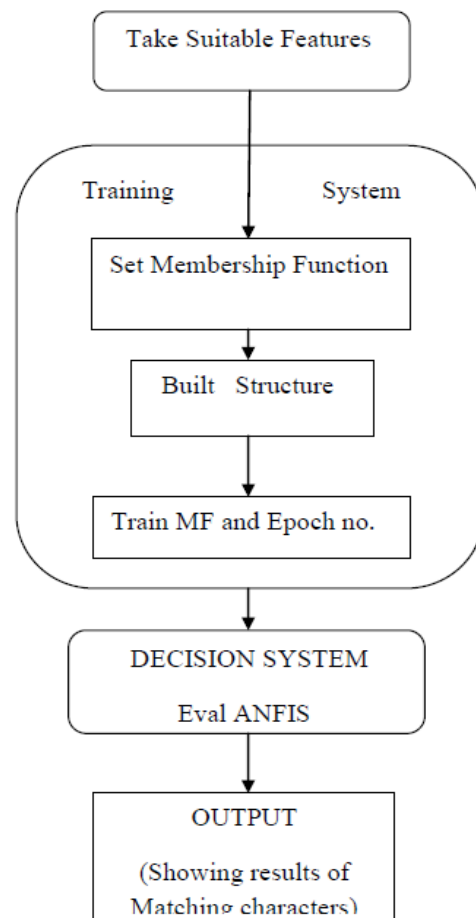 Take Suitable Features
Training System
Set Membership Function
Built Structure
Train MF and Epoch no.
DECISION SYSTEM
Eval ANFIS
OUTPUT
(Showing results of
Matching characters)